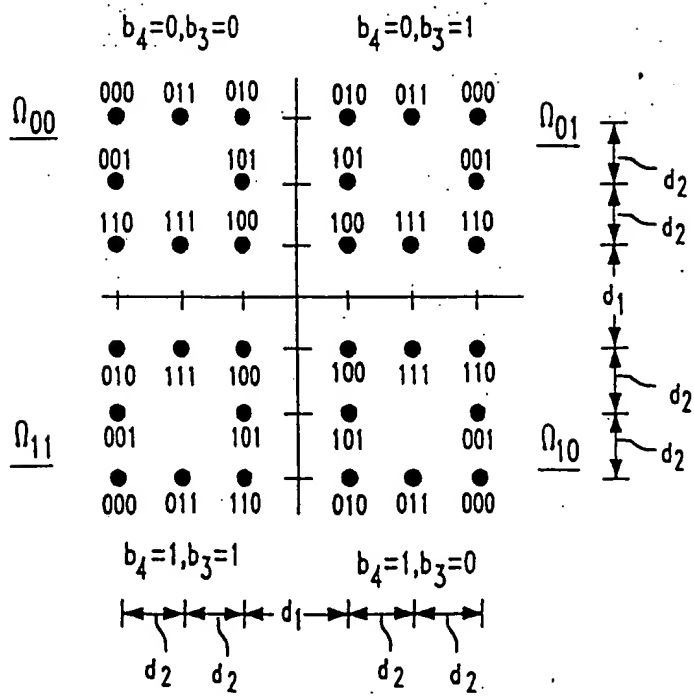 b4=0,b3=0 b4=0,b3=1
000 011 010 010 011 000
Ω00 Ω01
001 101 101 001
d2
110 111 100 100 111 110
d2
d1
010 111 100 100 111 110
d2
001 101 101 001
Ω11 Ω10
d2
000 011 110 010 011 000
b4=1,b3=1 b4=1,b3=0
d1
d2 d2 d2 d2